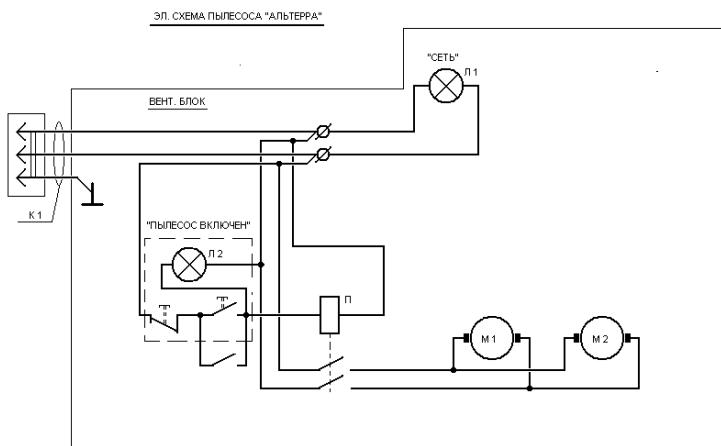 ЭЛ. СХЕМА ПЫЛЕСОСА "АЛЬТЕРРА"
"СЕТЬ"
Л 1
ВЕНТ. БЛОК
К 1
"ПЫЛЕСОС ВКЛЮЧЕН"
Л 2
П
М 1
М 2